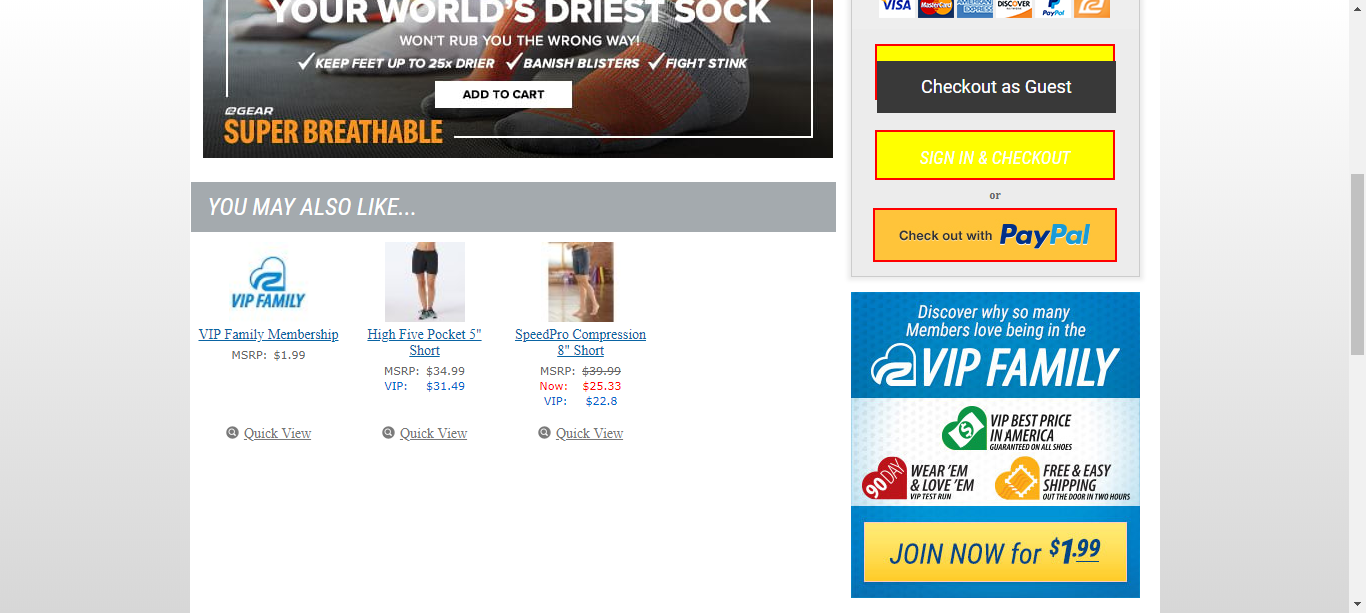 YOUR WORLD'S DRIEST SOCK
WON'T RUB YOU THE WRONG WAY!
KEEP FEET UP TO 25x DRIER BANISH BLISTERS FIGHT STINK
ADD TO CART
GEAR
SUPER BREATHABLE
YOU MAY ALSO LIKE...
VIP FAMILY
VIP Family Membership
MSRP: $1.99
Quick View
High Five Pocket 5"
Short
MSRP: $34.99
VIP: $31.49
Quick View
SpeedPro Compression
8" Short
MSRP: $39.99
Now: $25.33
VIP: $22.8
Quick View
VISA MasterCard AMERICAN EXPRESS DISCOVER PayPal
Checkout as Guest
SIGN IN & CHECKOUT
or
Check out with PayPal
Discover why so many
Members love being in the
VIP FAMILY
VIP BEST PRICE
IN AMERICA
GUARANTEED ON ALL SHOES
90 DAY
WEAR 'EM
& LOVE 'EM
VIP TEST RUN
FREE & EASY
SHIPPING
OUT THE DOOR IN TWO HOURS
JOIN NOW for $1.99